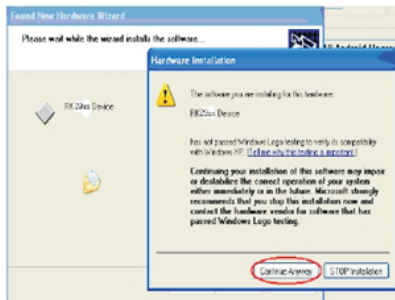 Found New Hardware Wizard
Please wait while the wizard installs the software...
RK29xx Device
Hardware Installation
The software you are installing for this hardware:
RK29xx Device
has not passed Windows Logo testing to verify its compatibility
with Windows XP. (Tell me why this testing is important.)
Continuing your installation of this software may impair
or destabilize the correct operation of your system
either immediately or in the future. Microsoft strongly
recommends that you stop this installation now and
contact the hardware vendor for software that has
passed Windows Logo testing.
Continue Anyway
STOP Installation